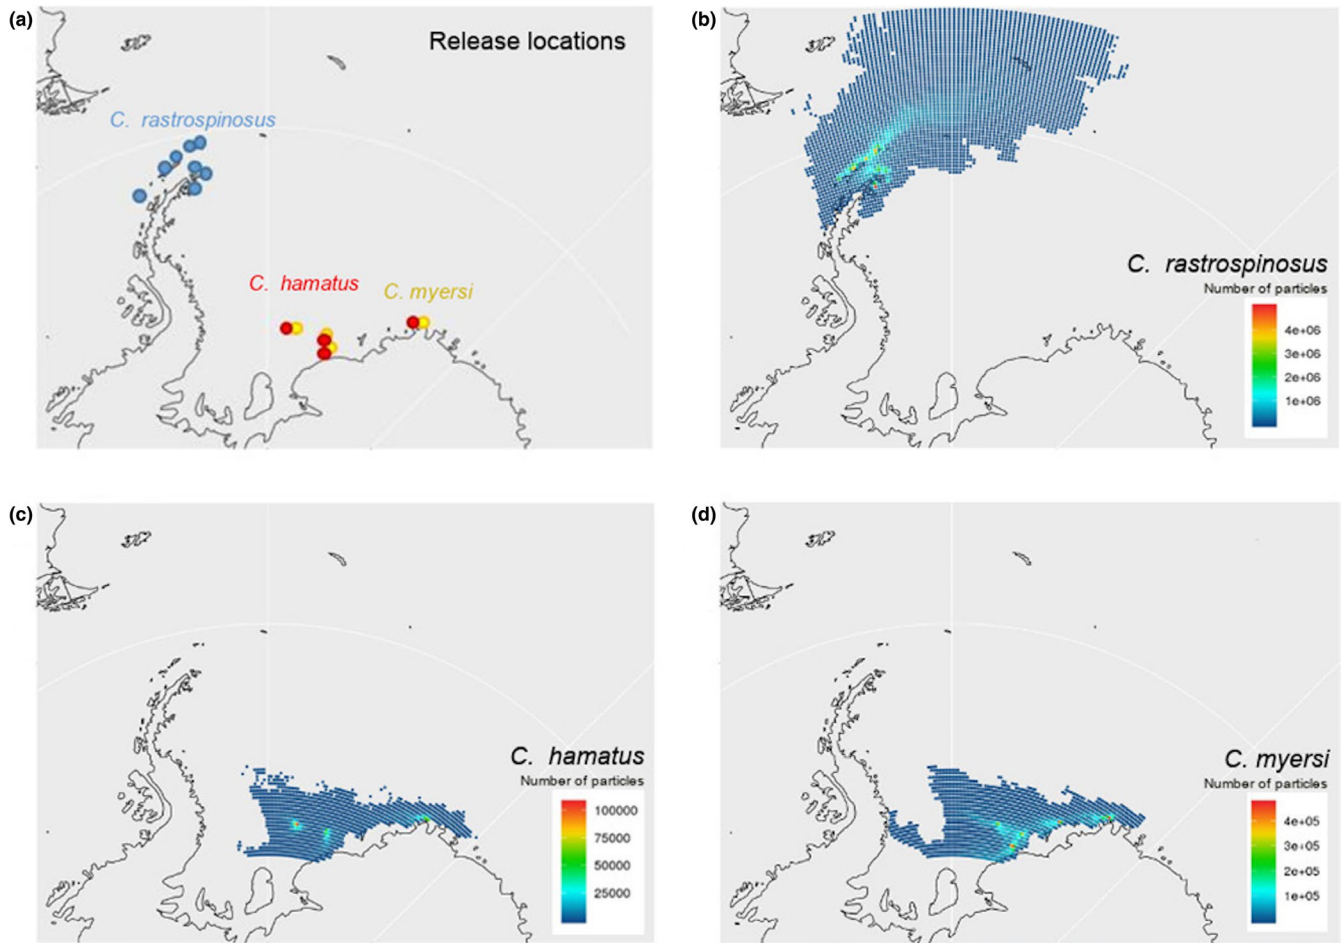 (a)
Release locations
C. rastrospinosus
C. hamatus
C. myersi
(b)
C. rastrospinosus
Number of particles
4e+06
3e+06
2e+06
1e+06
(c)
C. hamatus
Number of particles
100000
75000
50000
25000
(d)
C. myersi
Number of particles
4e+05
3e+05
2e+05
1e+05